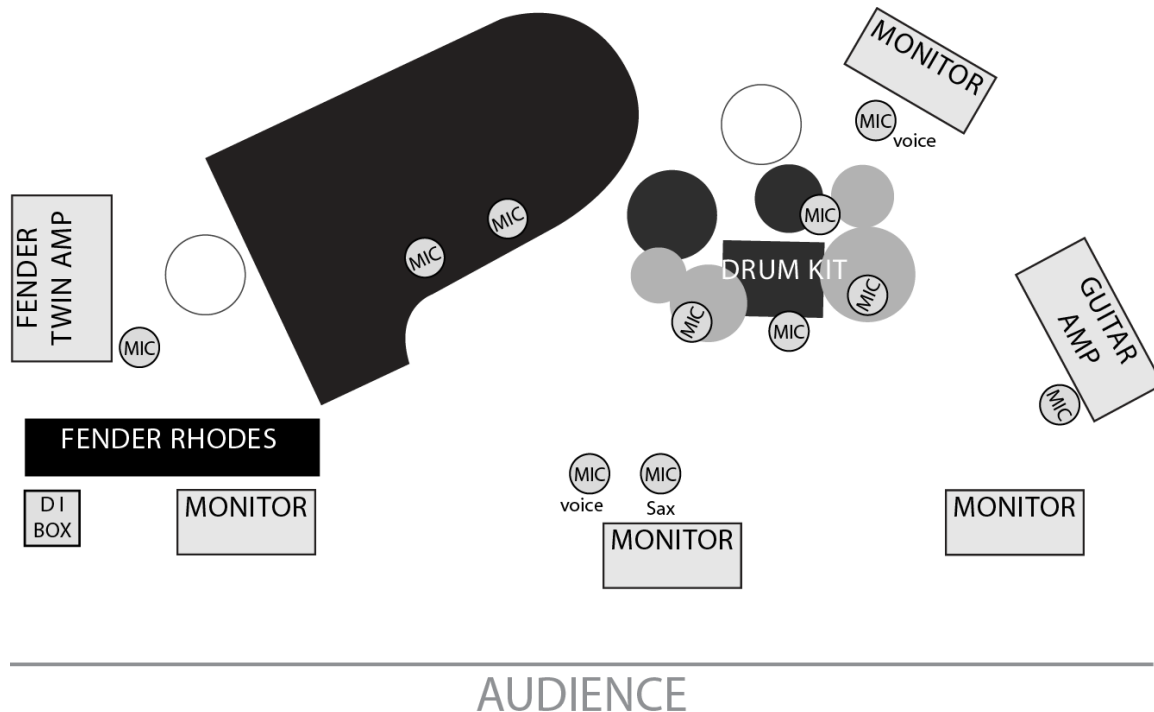 MONITOR
MIC
voice
MIC
MIC
MIC
FENDER
TWIN AMP
DRUM KIT
MIC
MIC
MIC
GUITAR
AMP
MIC
MIC
FENDER RHODES
MIC
MIC
voice
Sax
D I
BOX
MONITOR
MONITOR
MONITOR
AUDIENCE